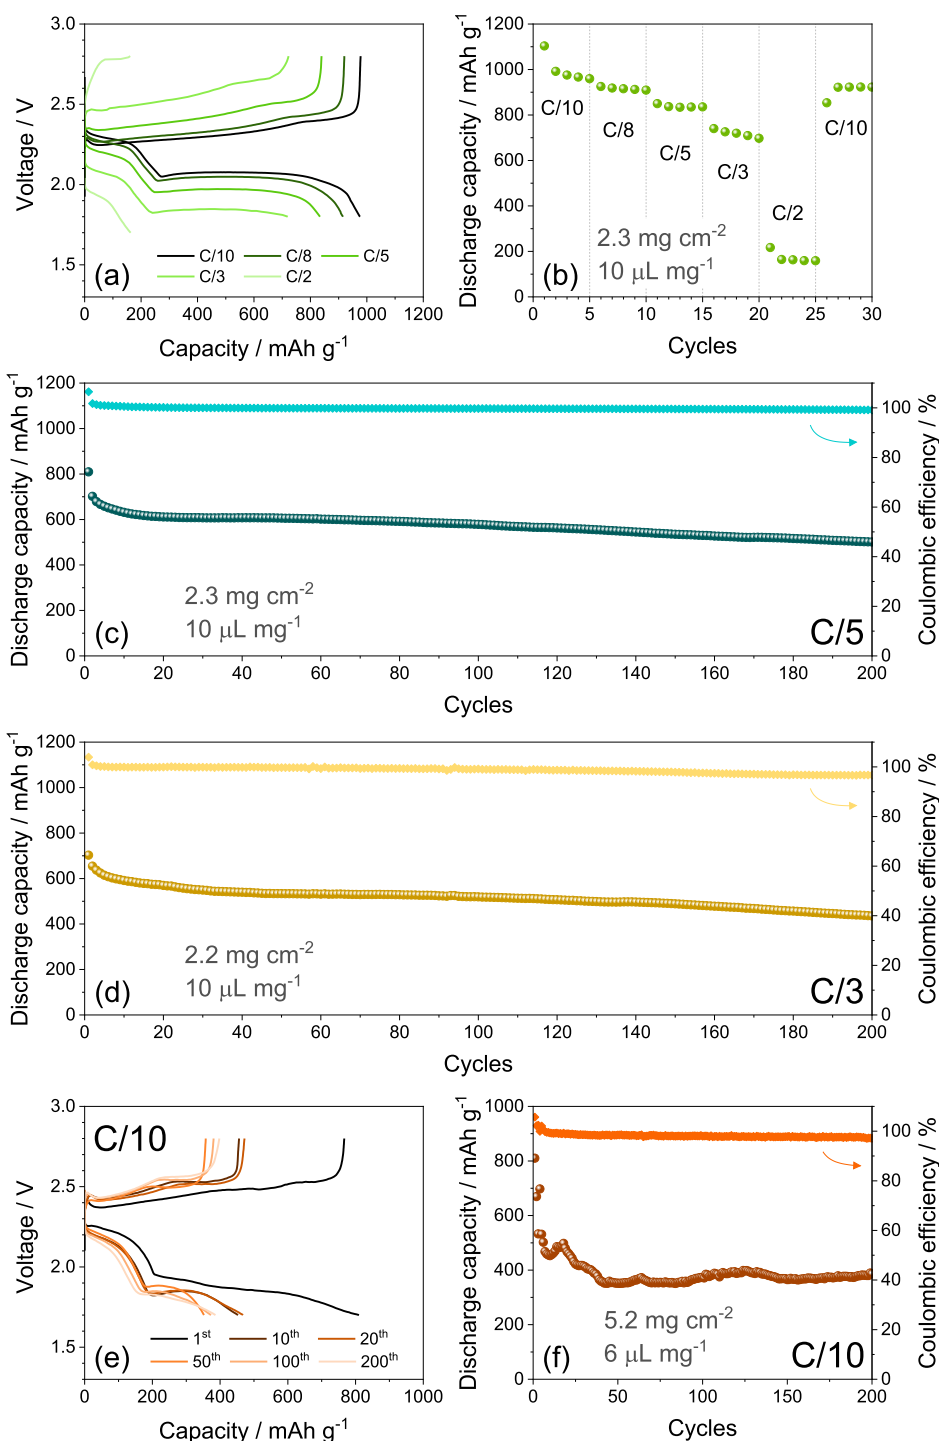 3.0
2.5
2.0
1.5
Voltage / V
C/10 C/8 C/5
C/3 C/2
(a)
0 200 400 600 800 1000 1200
Capacity / mAh g-1
1200
1000
800
600
400
200
0
Discharge capacity / mAh g-1
C/10
C/8
C/5
C/3
C/2
C/10
2.3 mg cm-2
10 μL mg-1
(b)
0 5 10 15 20 25 30
Cycles
1200
1000
800
600
400
200
0
Discharge capacity / mAh g-1
100
80
60
40
20
0
Coulombic efficiency / %
2.3 mg cm-2
10 μL mg-1
(c)
C/5
0 20 40 60 80 100 120 140 160 180 200
Cycles
1200
1000
800
600
400
200
0
Discharge capacity / mAh g-1
100
80
60
40
20
0
Coulombic efficiency / %
2.2 mg cm-2
10 μL mg-1
(d)
C/3
0 20 40 60 80 100 120 140 160 180 200
Cycles
3.0
2.5
2.0
1.5
Voltage / V
C/10
1st 10th 20th
50th 100th 200th
(e)
0 200 400 600 800 1000
Capacity / mAh g-1
1000
800
600
400
200
0
Discharge capacity / mAh g-1
100
80
60
40
20
0
Coulombic efficiency / %
5.2 mg cm-2
6 μL mg-1
(f)
C/10
0 50 100 150 200
Cycles